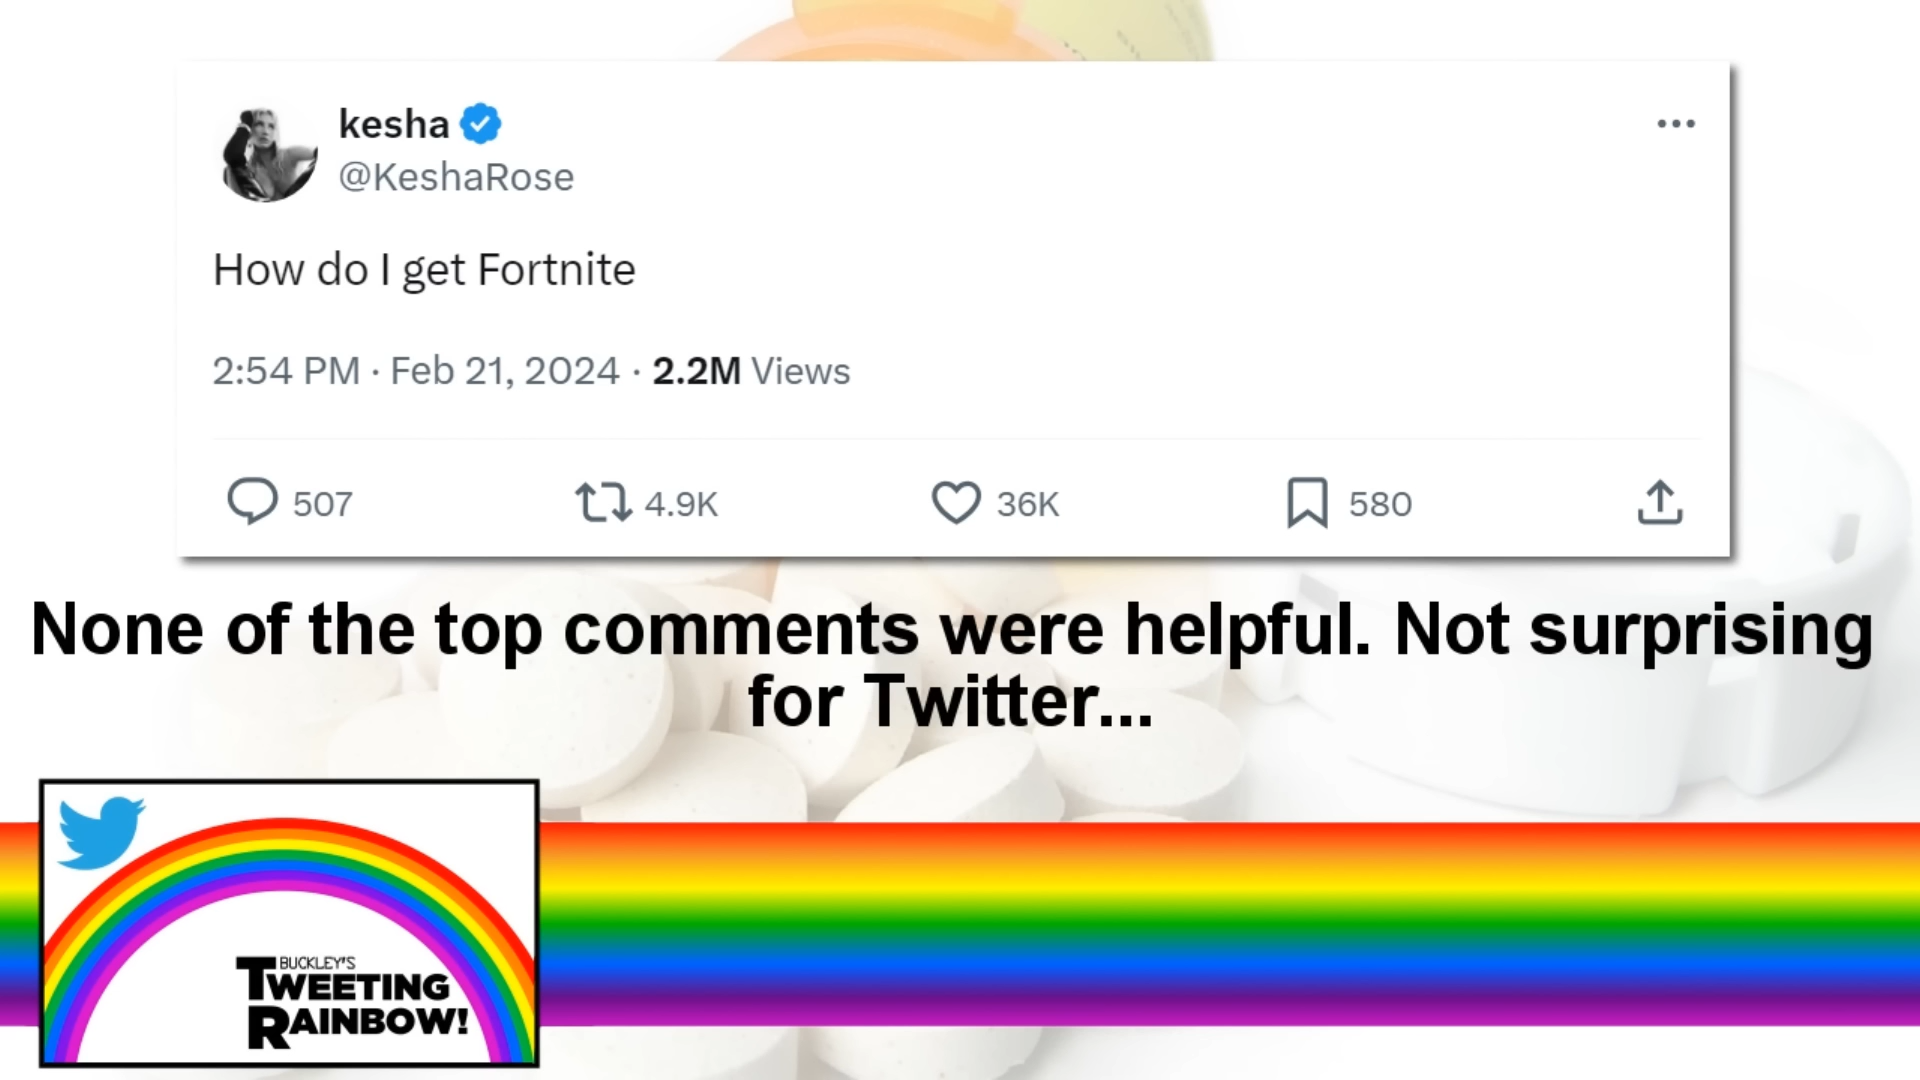 kesha
@KeshaRose
How do I get Fortnite
2:54 PM · Feb 21, 2024 · 2.2M Views
507 4.9K 36K 580
None of the top comments were helpful. Not surprising
for Twitter...
BUCKLEY'S
TWEETING
RAINBOW!